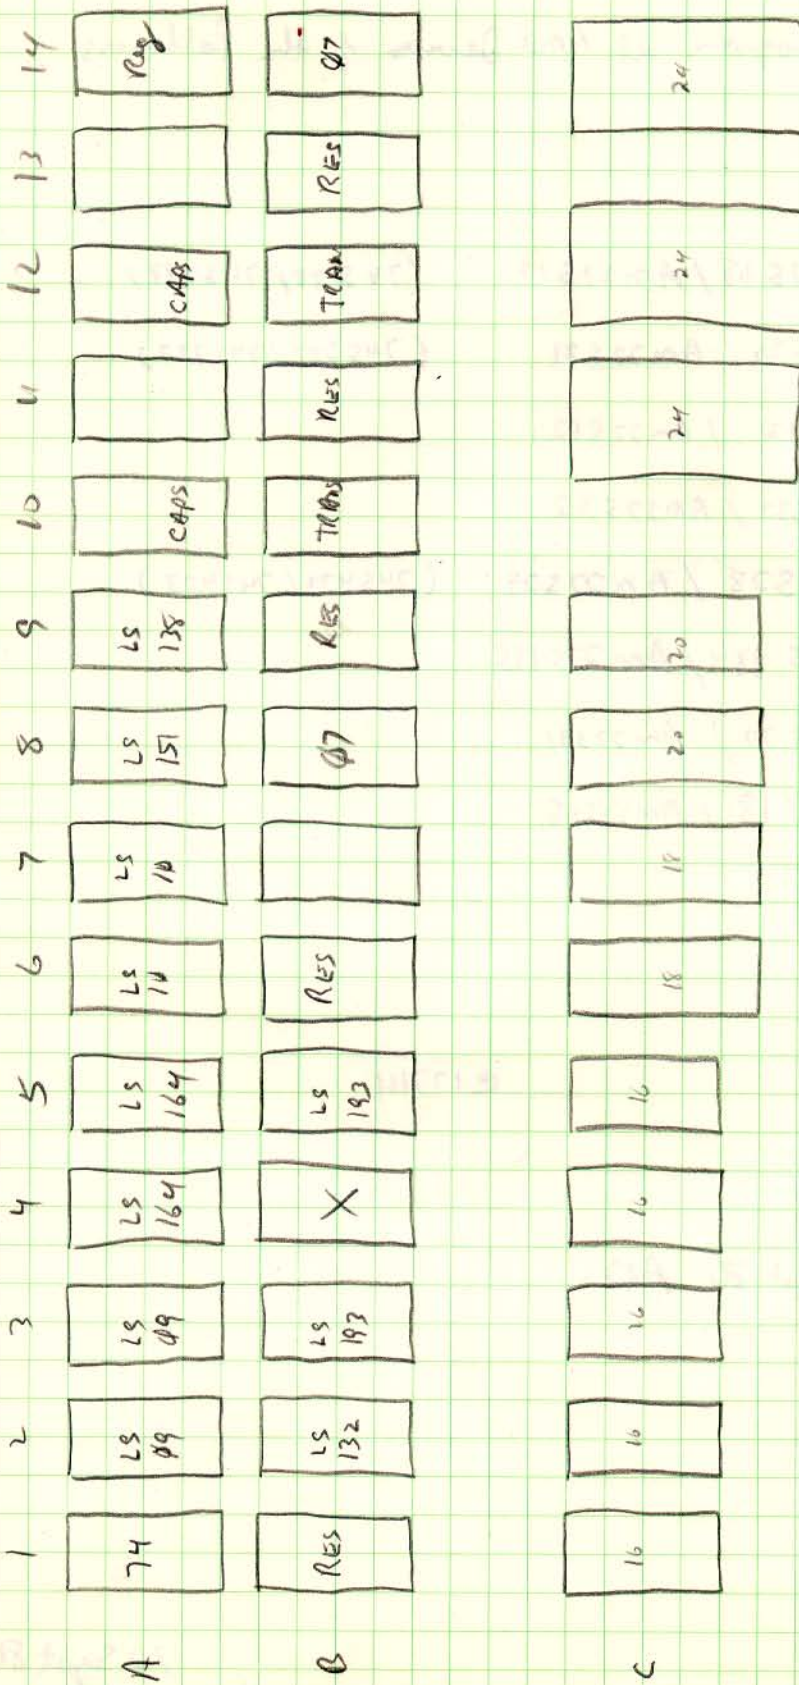 1 2 3 4 5 6 7 8 9 10 11 12 13 14
A 74 LS 09 LS 09 LS 164 LS 164 LS 10 LS 10 LS 151 LS 138 CAPS CAPS Reg
B RES LS 132 LS 193 X LS 193 RES 07 RES TRANS RES TRAN RES 07
C 16 16 16 16 16 18 18 20 20 24 24 24